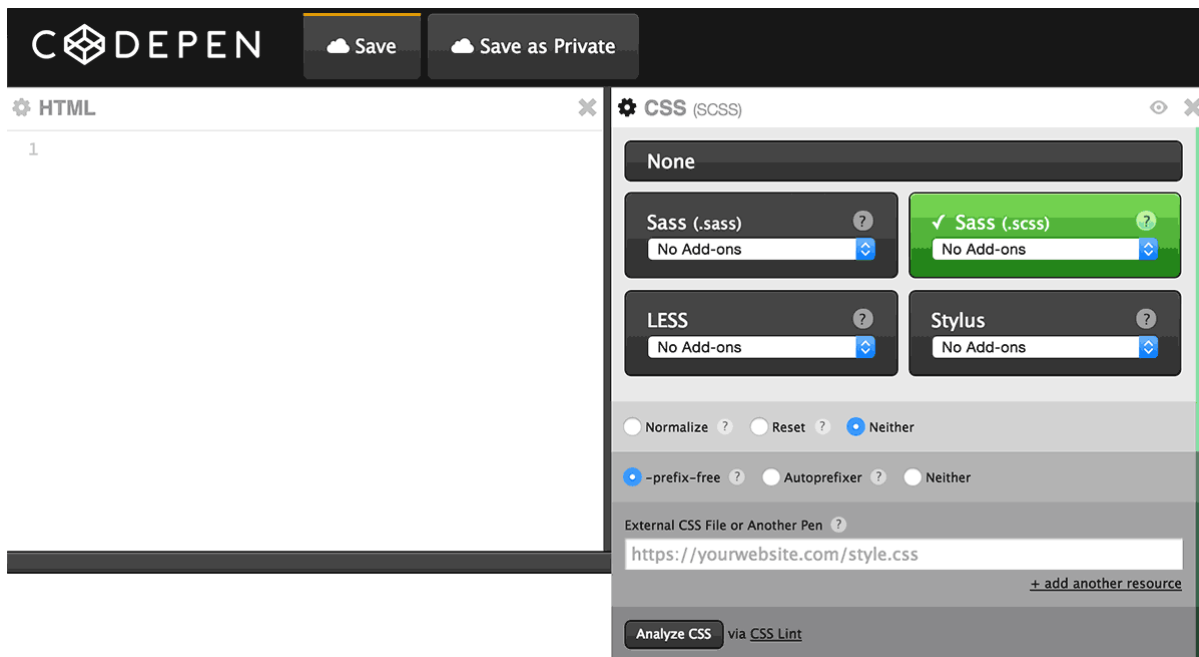 CODEPEN
Save
Save as Private
HTML
CSS (SCSS)
1
None
Sass (.sass) ?
✓ Sass (.scss) ?
No Add-ons
No Add-ons
LESS ?
Stylus ?
No Add-ons
No Add-ons
Normalize ? Reset ? Neither
-prefix-free ? Autoprefixer ? Neither
External CSS File or Another Pen ?
https://yourwebsite.com/style.css
+ add another resource
Analyze CSS via CSS Lint